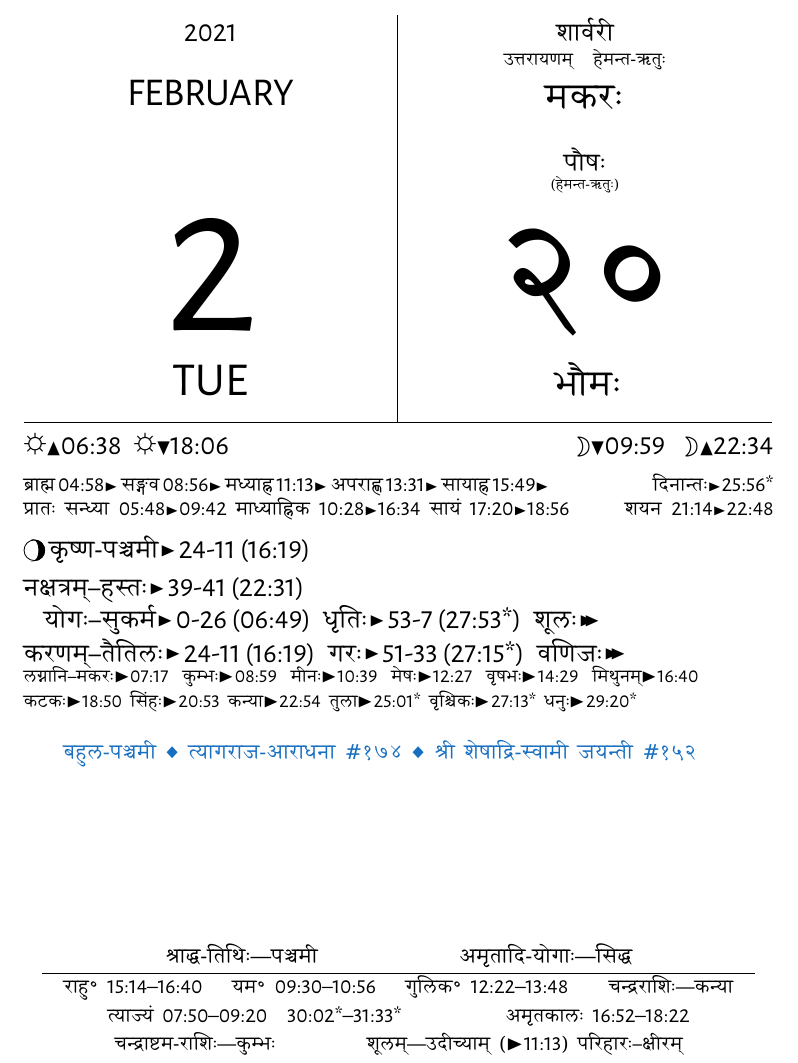 2021
FEBRUARY
2
TUE
शार्वरी
उत्तरायणम् हेमन्त-ऋतुः
मकरः
पौषः
(हेमन्त-ऋतुः)
२०
भौमः
☼▲06:38 ☼▼18:06 ☽▼09:59 ☽▲22:34
ब्राह्म 04:58► सङ्गव 08:56► मध्याह्न 11:13► अपराह्ण 13:31► सायाह्न 15:49► दिनान्तः►25:56*
प्रातः सन्ध्या 05:48►09:42 माध्याह्निक 10:28►16:34 सायं 17:20►18:56 शयन 21:14►22:48
कृष्ण-पञ्चमी►24-11 (16:19)
नक्षत्रम्–हस्तः►39-41 (22:31)
योगः–सुकर्म►0-26 (06:49) धृतिः►53-7 (27:53*) शूलः►►
करणम्–तैतिलः►24-11 (16:19) गरः►51-33 (27:15*) वणिजः►►
लग्नानि–मकरः►07:17 कुम्भः►08:59 मीनः►10:39 मेषः►12:27 वृषभः►14:29 मिथुनम्►16:40
कटकः►18:50 सिंहः►20:53 कन्या►22:54 तुला►25:01* वृश्चिकः►27:13* धनुः►29:20*
बहुल-पञ्चमी ◆ त्यागराज-आराधना #१७४ ◆ श्री शेषाद्रि-स्वामी जयन्ती #१५२
श्राद्ध-तिथिः—पञ्चमी अमृतादि-योगाः—सिद्ध
राहु° 15:14–16:40 यम° 09:30–10:56 गुलिक° 12:22–13:48 चन्द्रराशिः—कन्या
त्याज्यं 07:50–09:20 30:02*–31:33* अमृतकालः 16:52–18:22
चन्द्राष्टम-राशिः—कुम्भः शूलम्—उदीच्याम् (►11:13) परिहारः–क्षीरम्